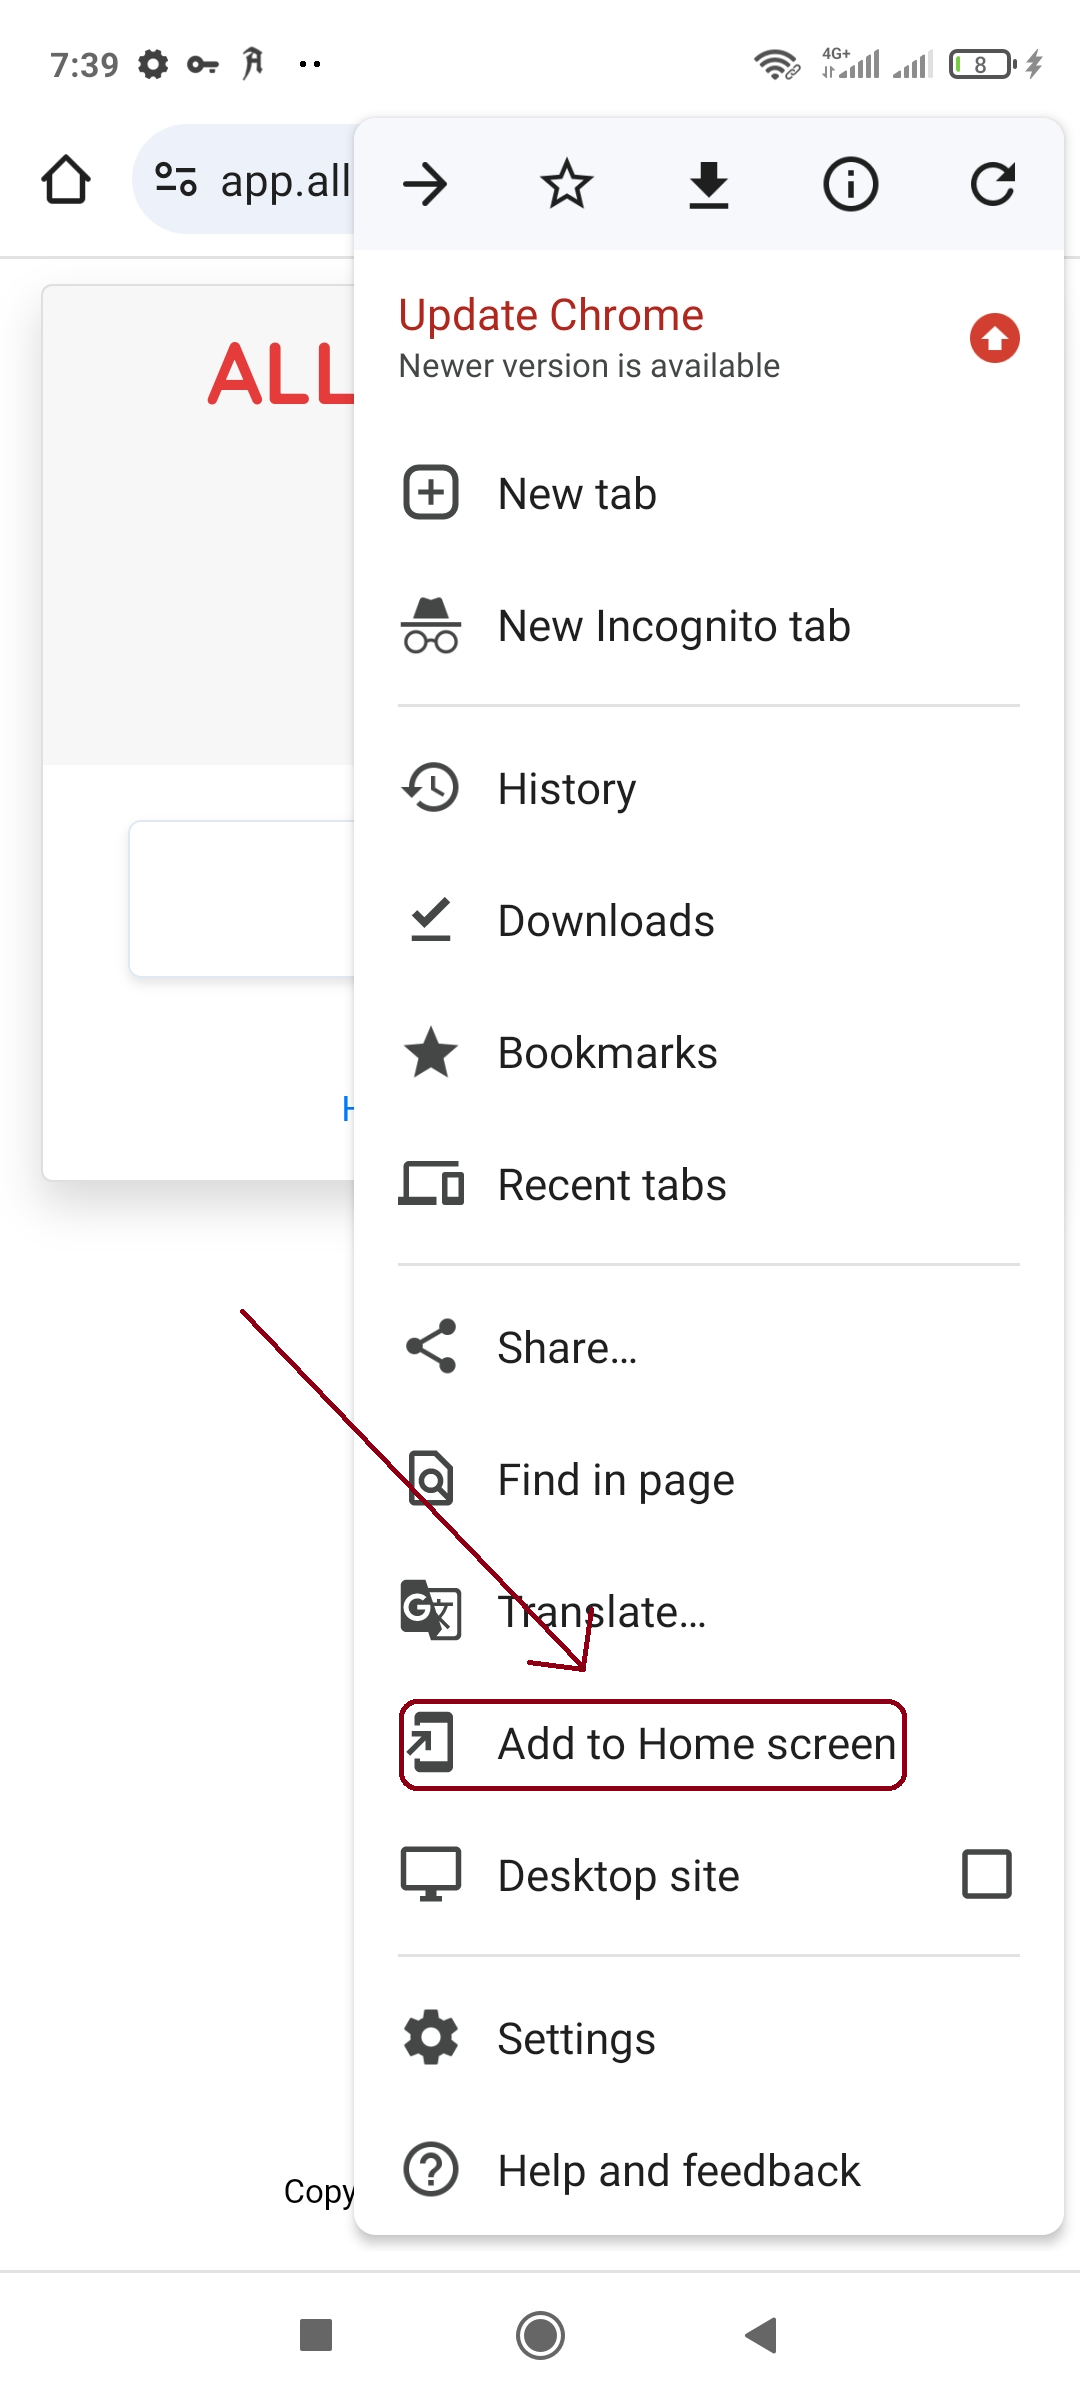 7:39
4G+
8
app.all
Update Chrome
Newer version is available
ALL
New tab
New Incognito tab
History
Downloads
Bookmarks
H
Recent tabs
Share...
Find in page
G 文
Translate...
Add to Home screen
Desktop site
Settings
Help and feedback
Copy